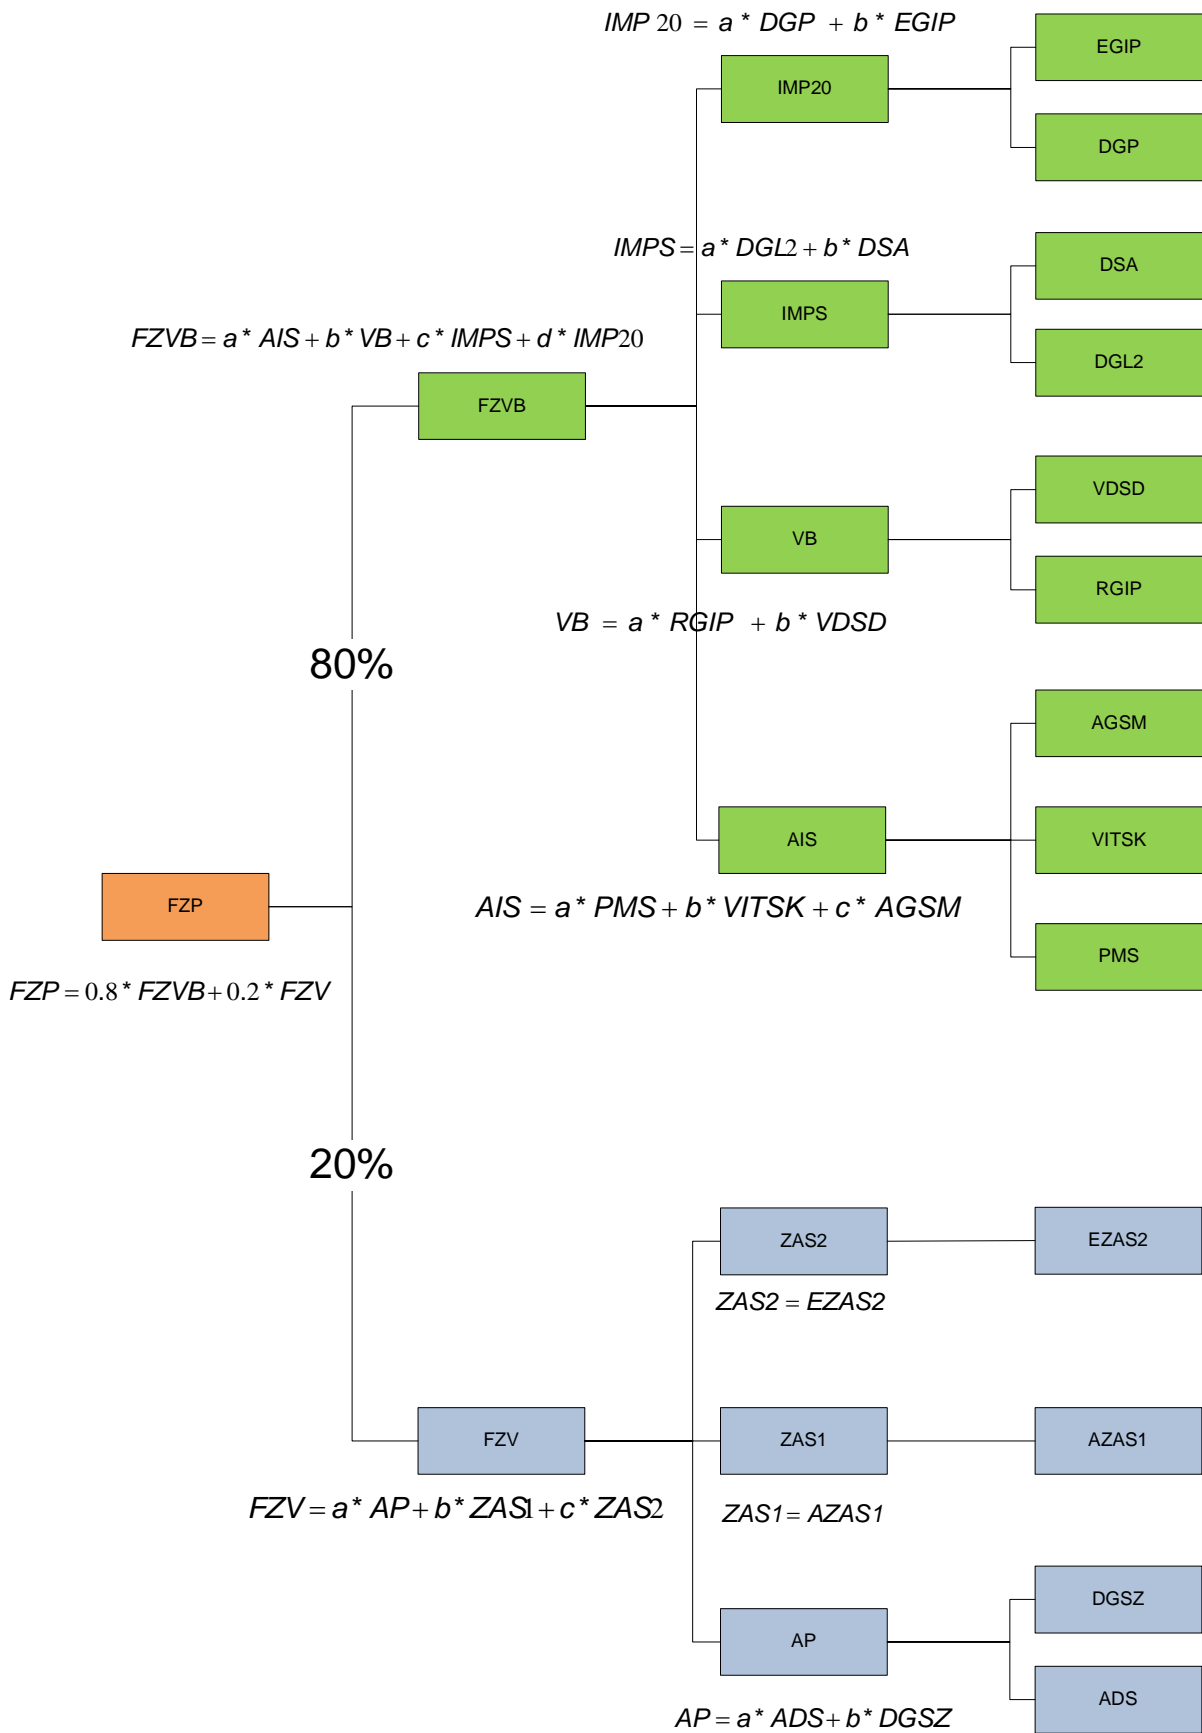 IMP 20 = a * DGP + b * EGIP
EGIP
IMP20
DGP
IMPS = a * DGL2 + b * DSA
DSA
IMPS
FZVB = a * AIS + b * VB + c * IMPS + d * IMP20
DGL2
FZVB
VDSD
VB
RGIP
VB = a * RGIP + b * VDSD
80%
AGSM
AIS
VITSK
FZP
AIS = a * PMS + b * VITSK + c * AGSM
PMS
FZP = 0.8 * FZVB + 0.2 * FZV
20%
ZAS2
EZAS2
ZAS2 = EZAS2
FZV
ZAS1
AZAS1
FZV = a * AP + b * ZAS1 + c * ZAS2
ZAS1 = AZAS1
DGSZ
AP
ADS
AP = a * ADS + b * DGSZ